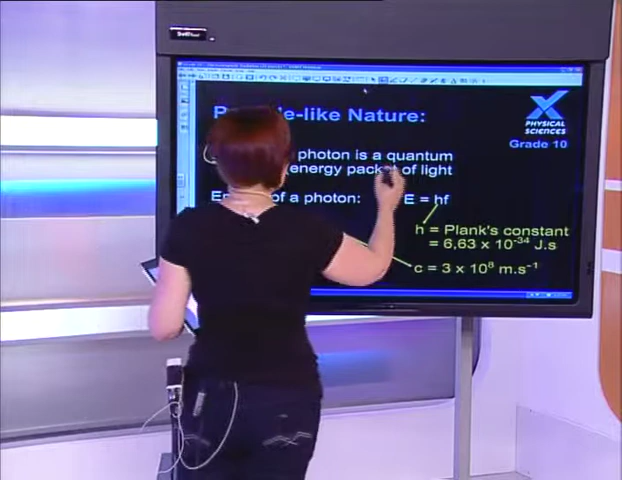 PHYSICAL
SCIENCES
Grade 10
le-like Nature:
photon is a quantum
energy packet of light
of a photon: E = hf
h = Plank's constant
= 6,63 x 10⁻³⁴ J.s
c = 3 x 10⁸ m.s⁻¹